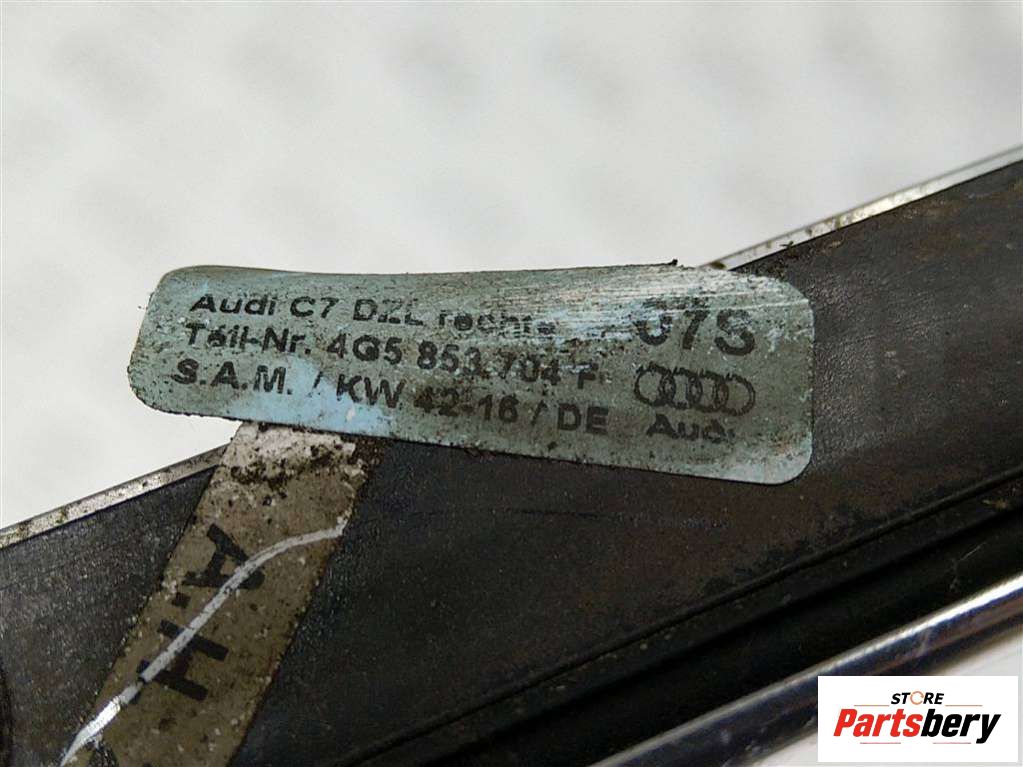 Audi C7 DZL rechts 07S
Teil-Nr. 4G5 853 704 F
S.A.M. / KW 42-16 / DE Audi
A
H
STORE
Partsbery